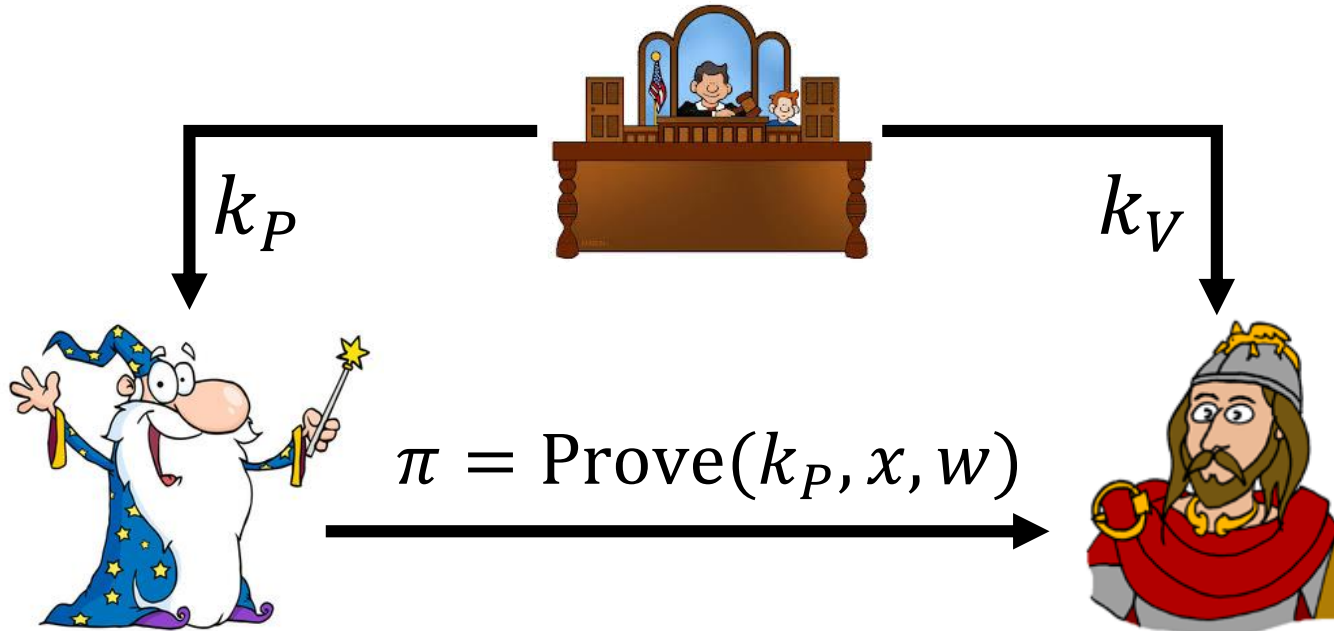 k_P
k_V
π = Prove(k_P, x, w)